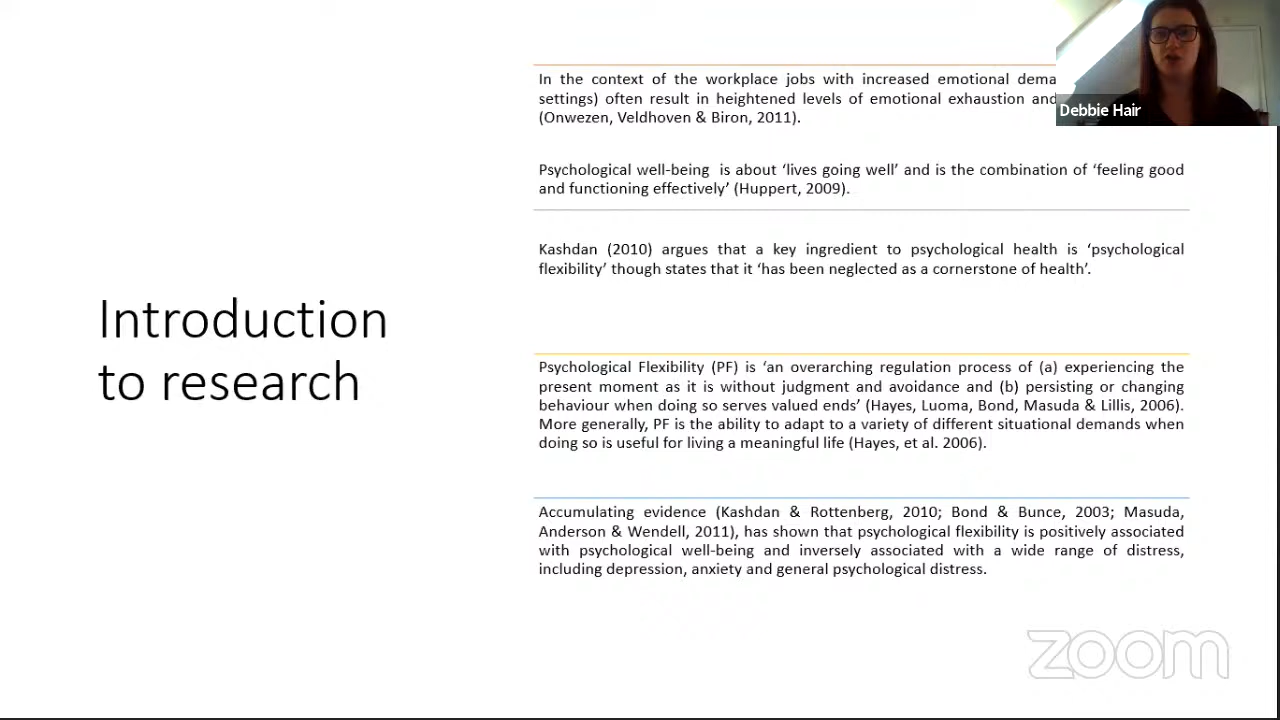 In the context of the workplace jobs with increased emotional
settings) often result in heightened levels of emotional exhaustion and
(Onwezen, Veldhoven & Biron, 2011).
Debbie Hair
Psychological well-being is about ‘lives going well’ and is the combination of ‘feeling good
and functioning effectively’ (Huppert, 2009).
Kashdan (2010) argues that a key ingredient to psychological health is ‘psychological
flexibility’ though states that it ‘has been neglected as a cornerstone of health’.
Introduction
to research
Psychological Flexibility (PF) is ‘an overarching regulation process of (a) experiencing the
present moment as it is without judgment and avoidance and (b) persisting or changing
behaviour when doing so serves valued ends’ (Hayes, Luoma, Bond, Masuda & Lillis, 2006).
More generally, PF is the ability to adapt to a variety of different situational demands when
doing so is useful for living a meaningful life (Hayes, et al. 2006).
Accumulating evidence (Kashdan & Rottenberg, 2010; Bond & Bunce, 2003; Masuda,
Anderson & Wendell, 2011), has shown that psychological flexibility is positively associated
with psychological well-being and inversely associated with a wide range of distress,
including depression, anxiety and general psychological distress.
zoom